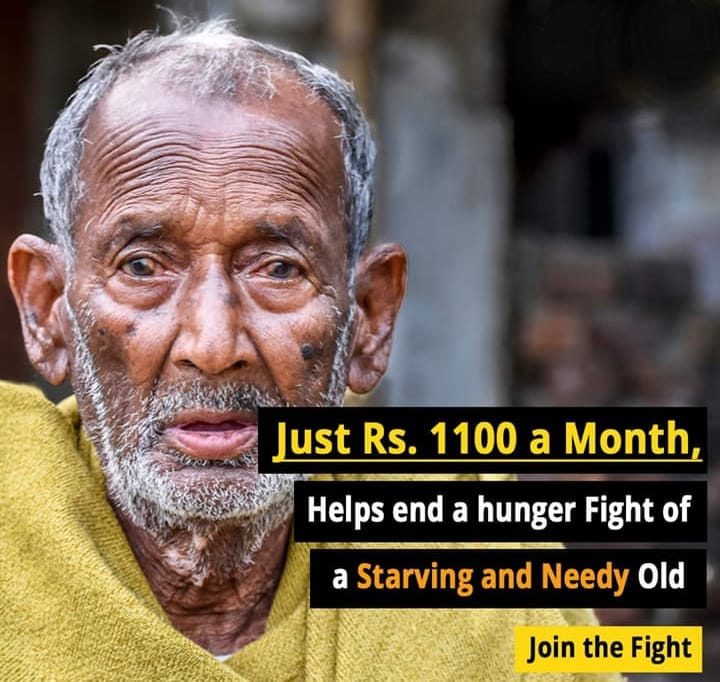 Just Rs. 1100 a Month,
Helps end a hunger Fight of
a Starving and Needy Old
Join the Fight